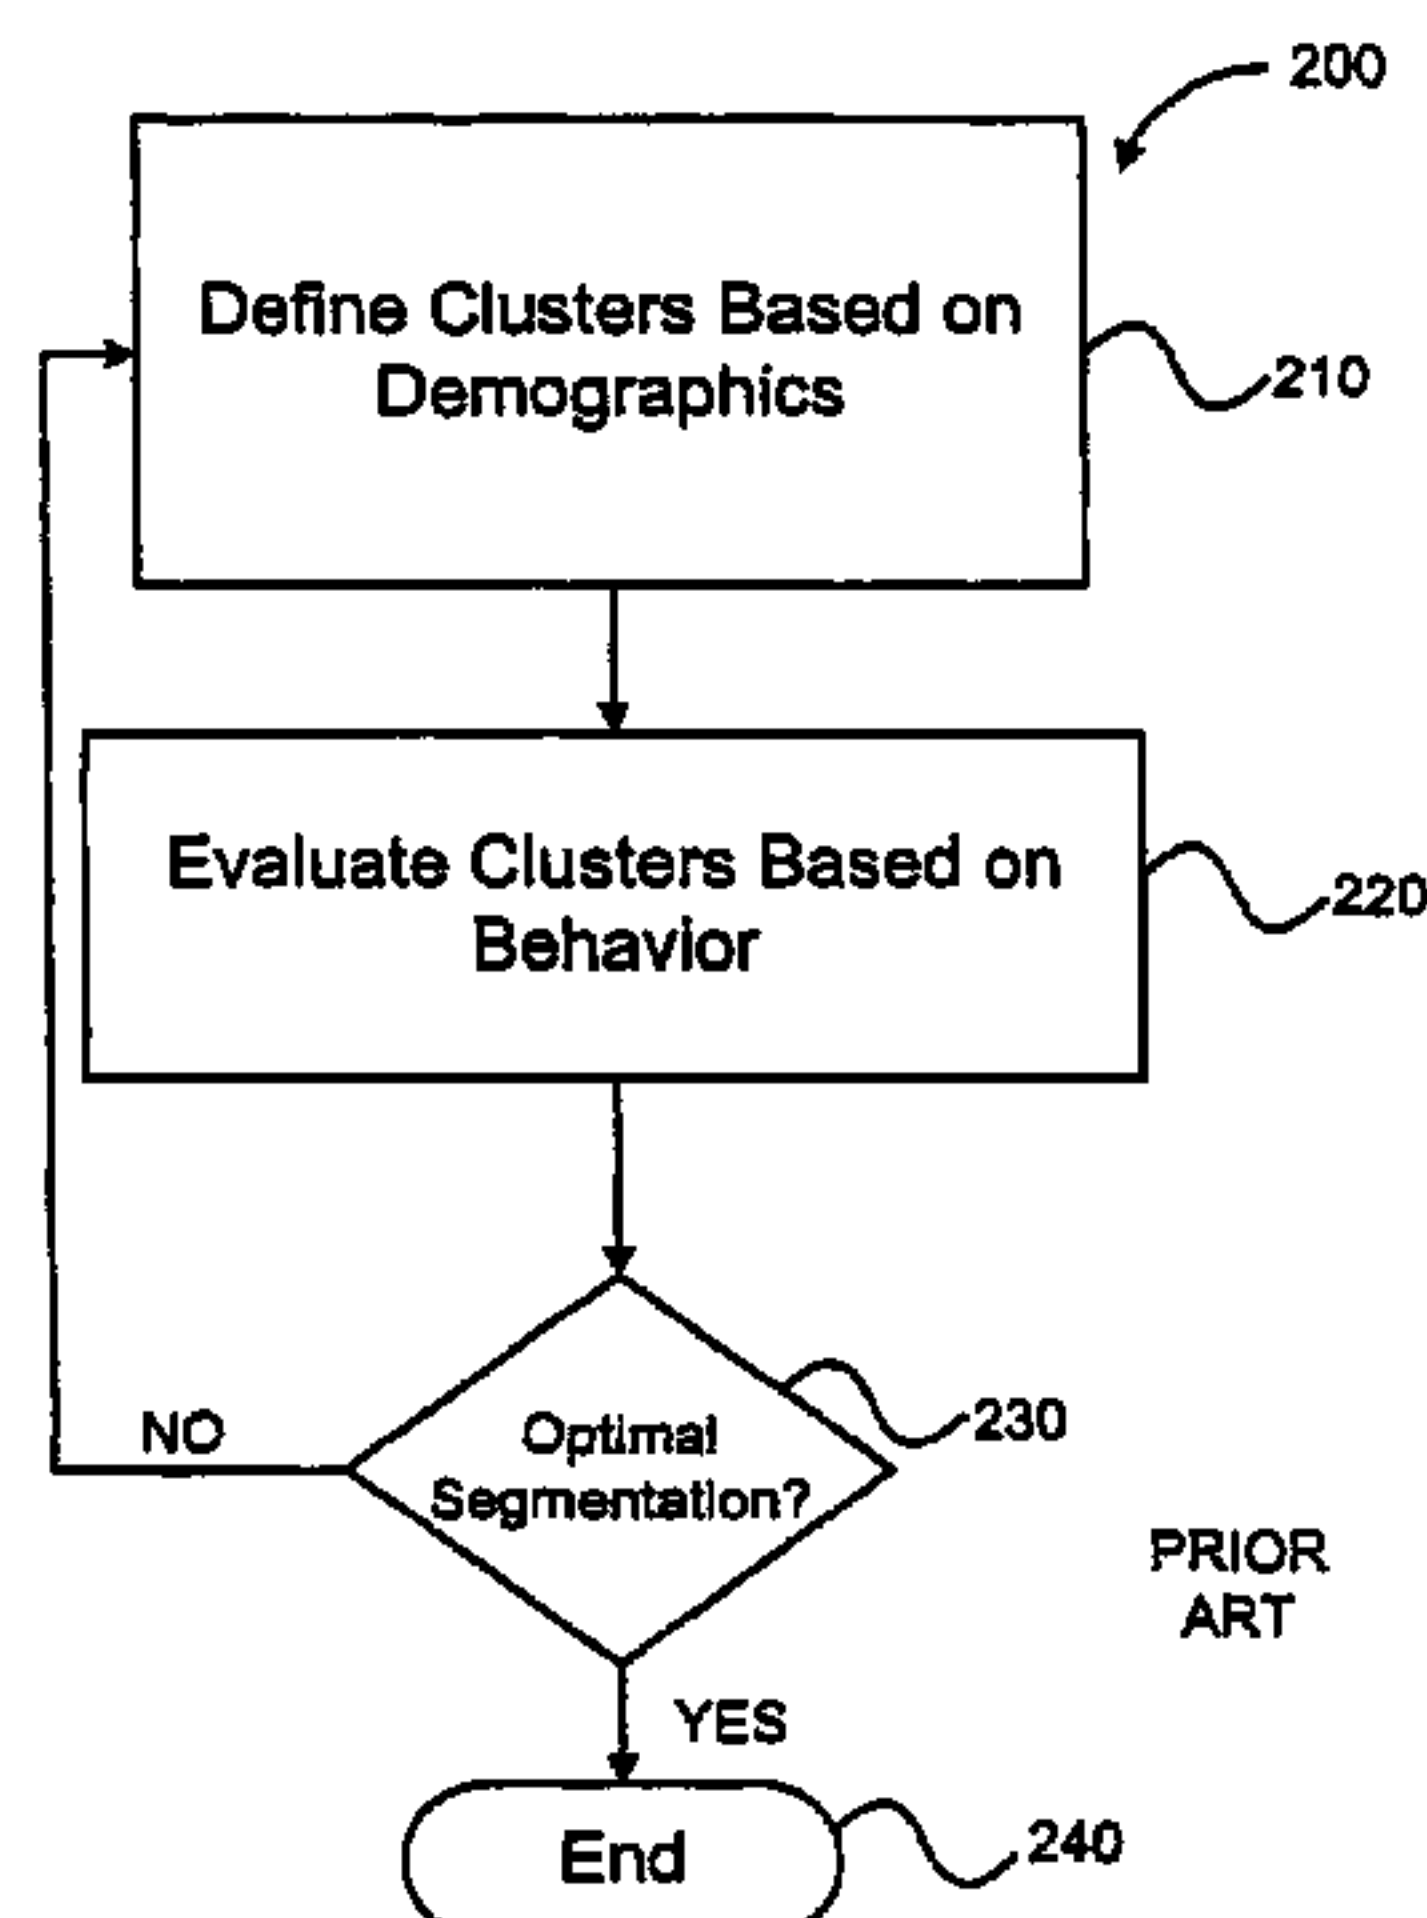 200
Define Clusters Based on
Demographics
210
Evaluate Clusters Based on
Behavior
220
Optimal
Segmentation?
230
NO
PRIOR
ART
YES
End
240